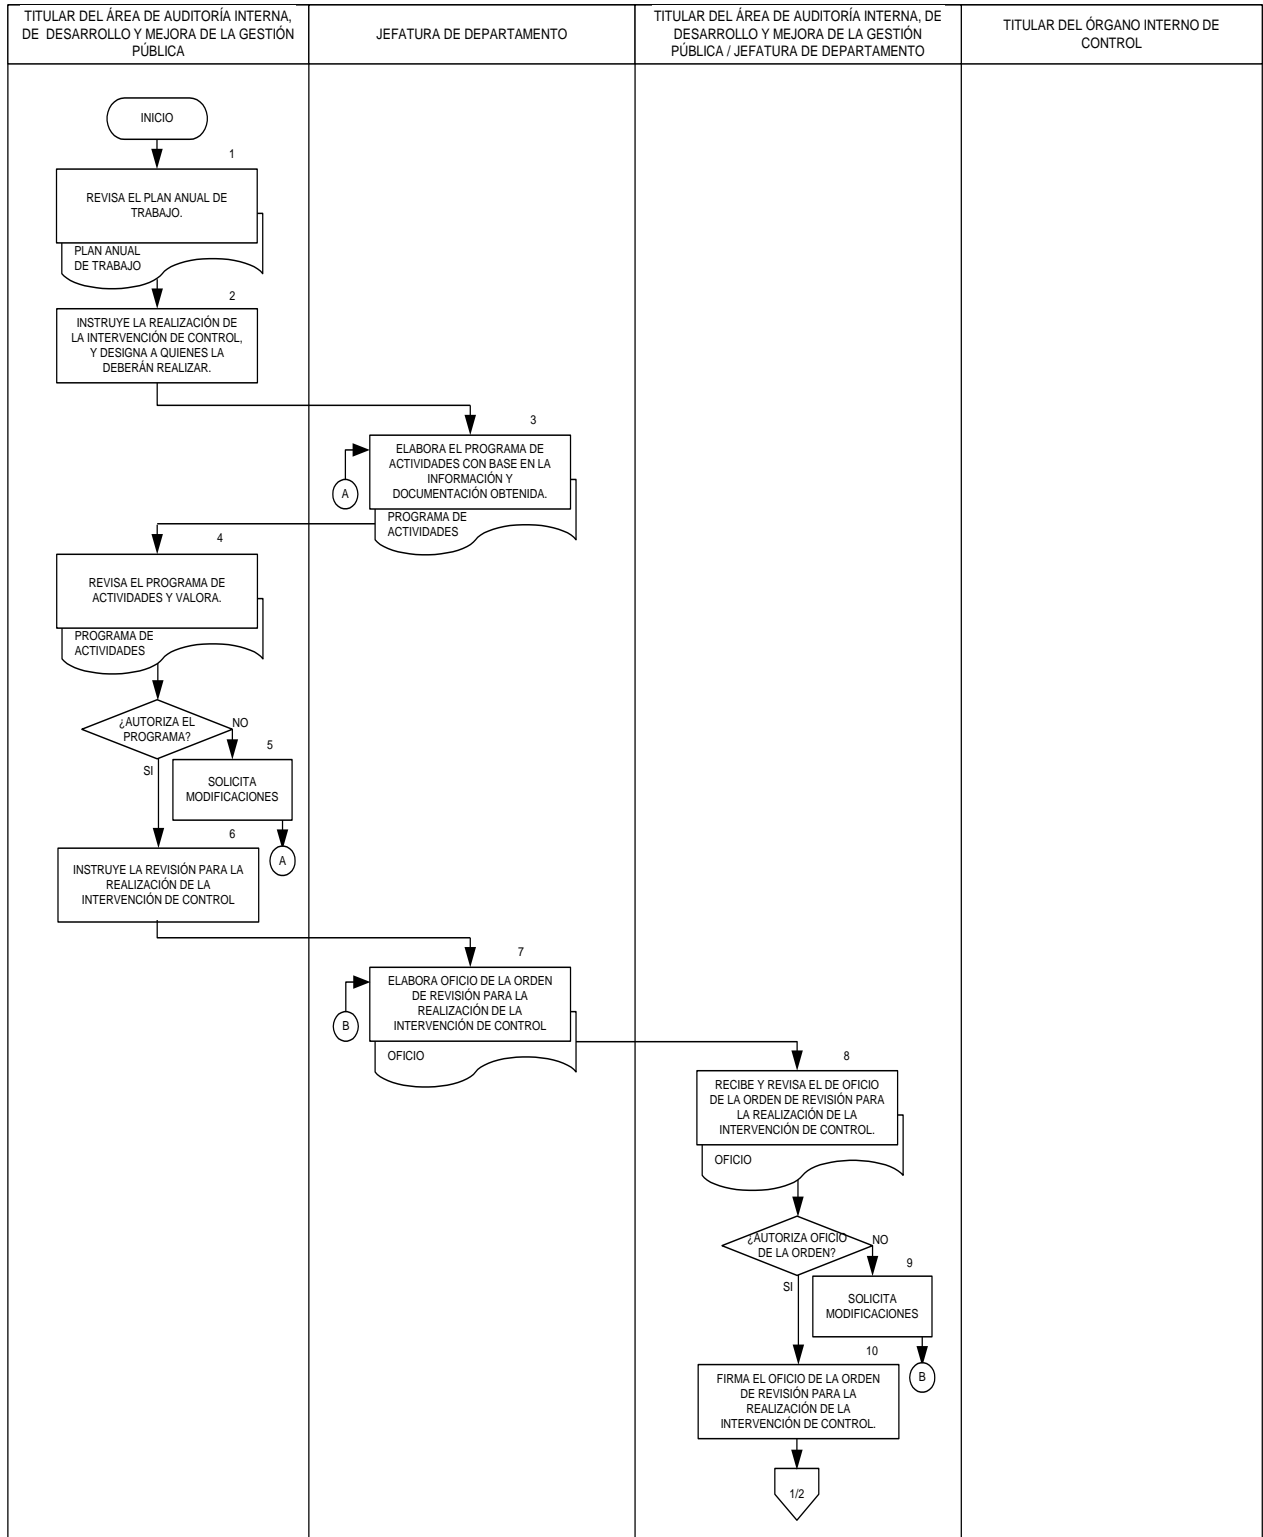 TITULAR DEL ÁREA DE AUDITORÍA INTERNA,
DE DESARROLLO Y MEJORA DE LA GESTIÓN
PÚBLICA
JEFATURA DE DEPARTAMENTO
TITULAR DEL ÁREA DE AUDITORÍA INTERNA, DE
DESARROLLO Y MEJORA DE LA GESTIÓN
PÚBLICA / JEFATURA DE DEPARTAMENTO
TITULAR DEL ÓRGANO INTERNO DE
CONTROL
INICIO
1
REVISA EL PLAN ANUAL DE
TRABAJO.
PLAN ANUAL
DE TRABAJO
2
INSTRUYE LA REALIZACIÓN DE
LA INTERVENCIÓN DE CONTROL,
Y DESIGNA A QUIENES LA
DEBERÁN REALIZAR.
3
ELABORA EL PROGRAMA DE
ACTIVIDADES CON BASE EN LA
INFORMACIÓN Y
DOCUMENTACIÓN OBTENIDA.
A
PROGRAMA DE
ACTIVIDADES
4
REVISA EL PROGRAMA DE
ACTIVIDADES Y VALORA.
PROGRAMA DE
ACTIVIDADES
¿AUTORIZA EL
PROGRAMA?
NO
5
SI
SOLICITA
MODIFICACIONES
6
A
INSTRUYE LA REVISIÓN PARA LA
REALIZACIÓN DE LA
INTERVENCIÓN DE CONTROL
7
ELABORA OFICIO DE LA ORDEN
DE REVISIÓN PARA LA
REALIZACIÓN DE LA
INTERVENCIÓN DE CONTROL
B
OFICIO
8
RECIBE Y REVISA EL DE OFICIO
DE LA ORDEN DE REVISIÓN PARA
LA REALIZACIÓN DE LA
INTERVENCIÓN DE CONTROL.
OFICIO
¿AUTORIZA OFICIO
DE LA ORDEN?
NO
9
SI
SOLICITA
MODIFICACIONES
10
B
FIRMA EL OFICIO DE LA ORDEN
DE REVISIÓN PARA LA
REALIZACIÓN DE LA
INTERVENCIÓN DE CONTROL.
1/2